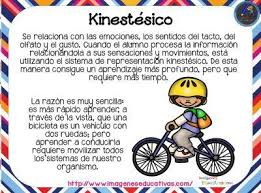 Kinestésico
Se relaciona con las emociones, los sentidos del tacto, del
olfato y el gusto. Cuando el alumno procesa la información
relacionándola a sus sensaciones y movimientos, está
utilizando el sistema de representación kinestésico. De esta
manera consigue un aprendizaje más profundo, pero que
requiere más tiempo.
La razón es muy sencilla:
es más rápido aprender, a
través de la vista, que una
bicicleta es un vehículo con
dos ruedas; pero
aprender a conducirla
requiere movilizar todos
los sistemas de nuestro
organismo.
http://www.imageneseducativas.com/